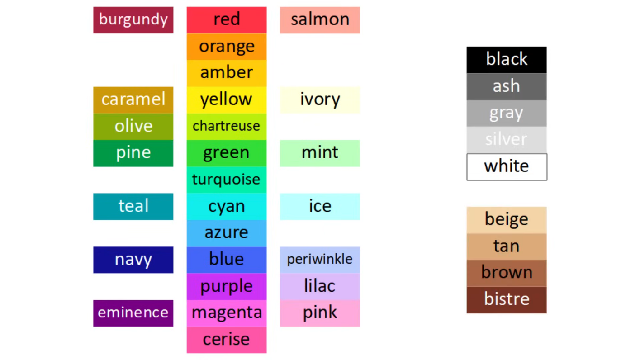 burgundy red salmon
orange
amber
caramel yellow ivory
olive chartreuse
pine green mint
turquoise
teal cyan ice
azure
navy blue periwinkle
purple lilac
eminence magenta pink
cerise
black
ash
gray
silver
white
beige
tan
brown
bistre